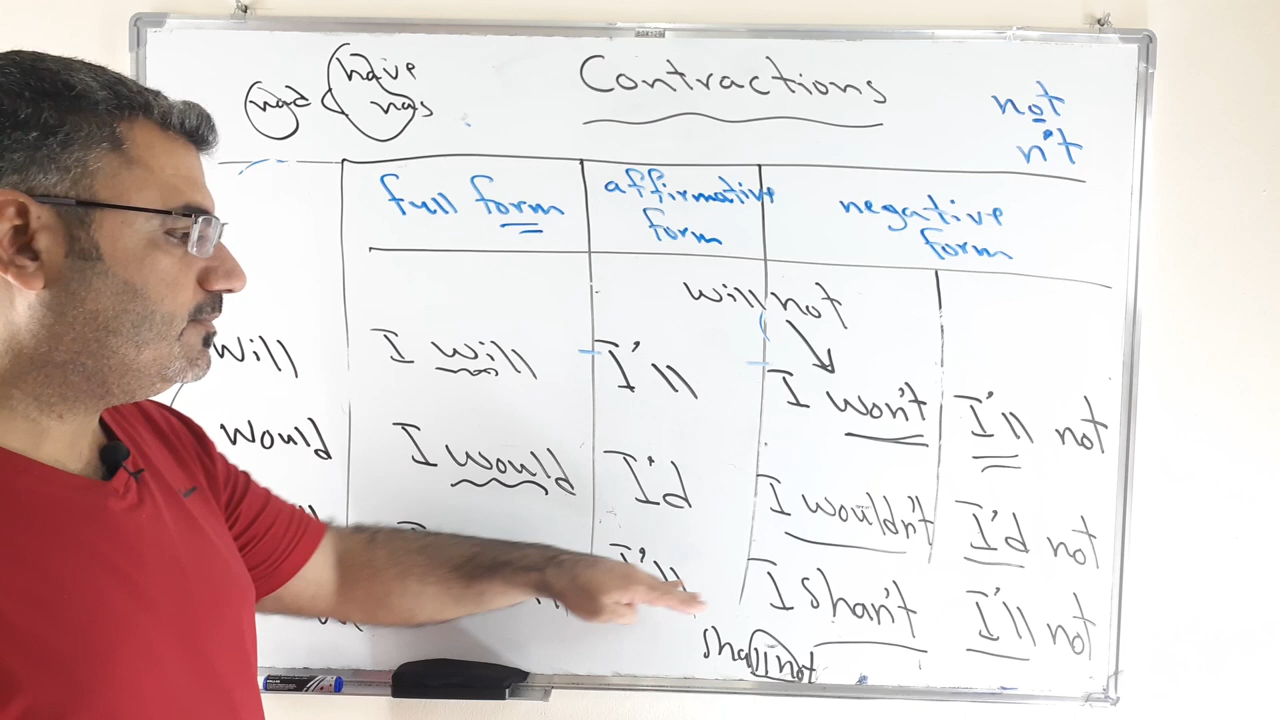 Contractions
had have
has
not
n't
full form
affirmative
form
negative
form
will not
Will I will I'll I won't I'll not
Would I would I'd I wouldn't I'd not
I'll I shan't I'll not
shall not